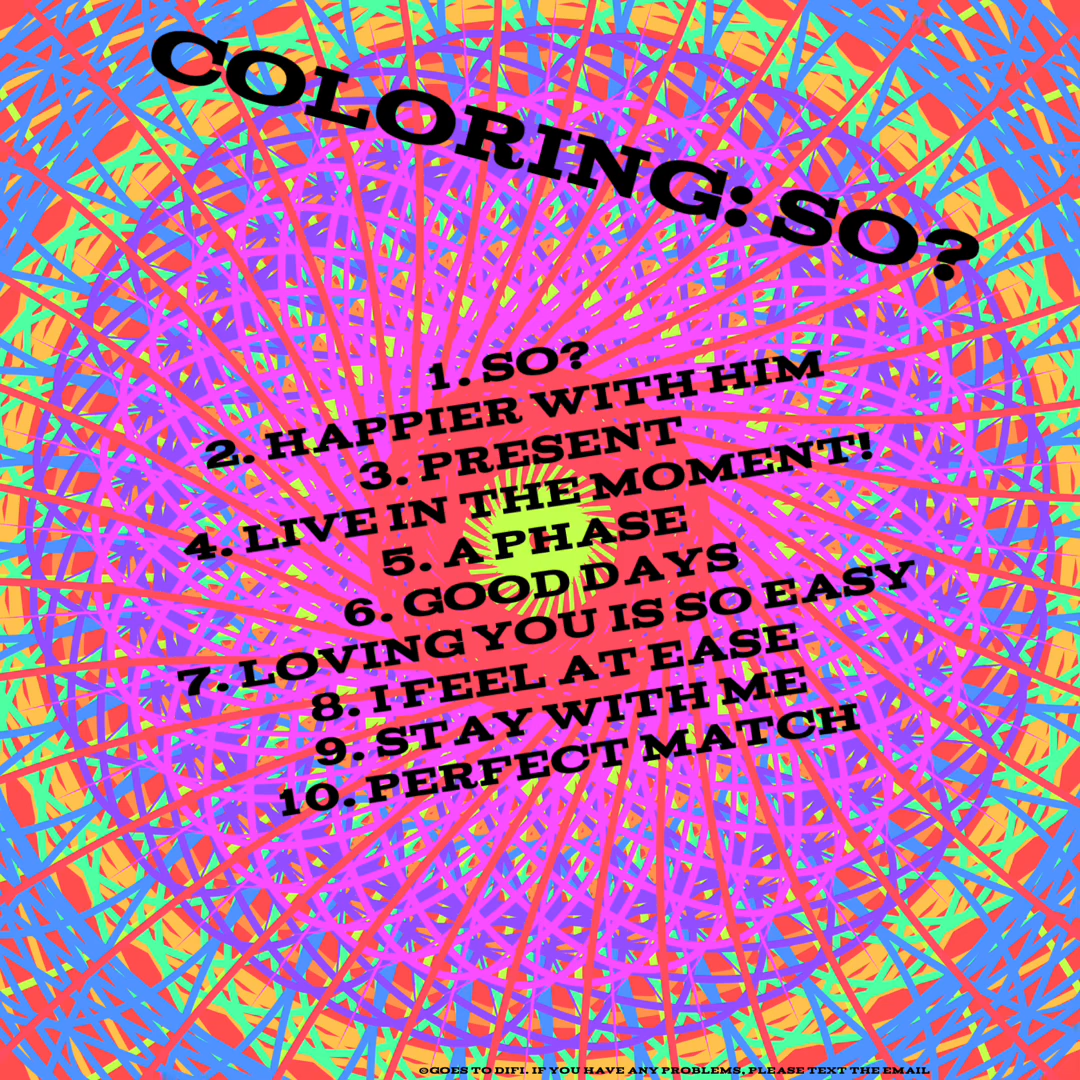 COLORING: SO?
1. SO?
2. HAPPIER WITH HIM
3. PRESENT
4. LIVE IN THE MOMENT!
5. A PHASE
6. GOOD DAYS
7. LOVING YOU IS SO EASY
8. I FEEL AT EASE
9. STAY WITH ME
10. PERFECT MATCH
©GOES TO DIFI. IF YOU HAVE ANY PROBLEMS, PLEASE TEXT THE EMAIL